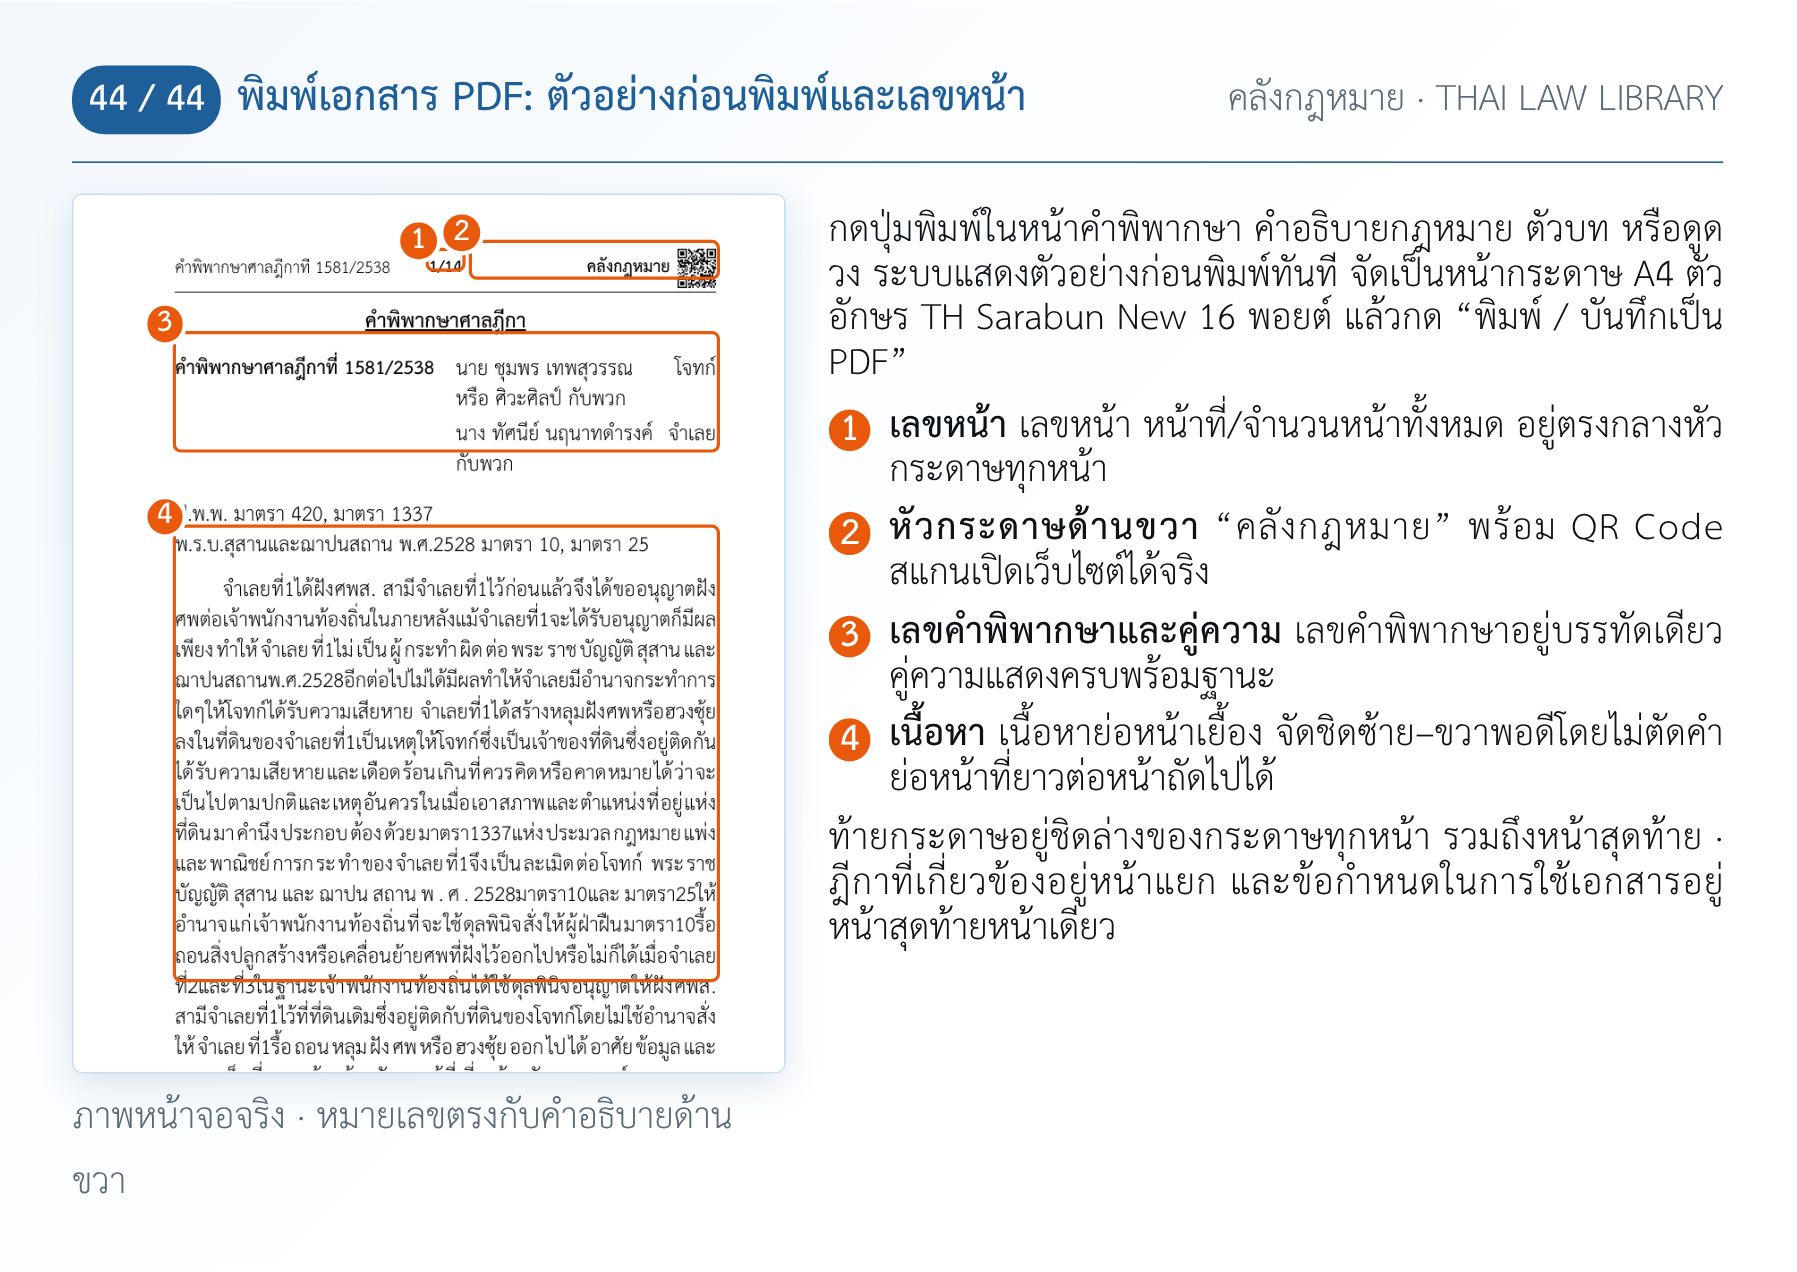 44 / 44 พิมพ์เอกสาร PDF: ตัวอย่างก่อนพิมพ์และเลขหน้า
คลังกฎหมาย · THAI LAW LIBRARY
1 2
คำพิพากษาศาลฎีกาที่ 1581/2538 1/14 คลังกฎหมาย
3
คำพิพากษาศาลฎีกา
คำพิพากษาศาลฎีกาที่ 1581/2538 นาย ชุมพร เทพสุวรรณ โจทก์
หรือ ศิวะศิลป์ กับพวก
นาง ทัศนีย์ นฤนาทดำรงค์ จำเลย
กับพวก
4 .พ.พ. มาตรา 420, มาตรา 1337
พ.ร.บ.สุสานและฌาปนสถาน พ.ศ.2528 มาตรา 10, มาตรา 25
จำเลยที่1ได้ฝังศพส. สามีจำเลยที่1ไว้ก่อนแล้วจึงได้ขออนุญาตฝัง
ศพต่อเจ้าพนักงานท้องถิ่นในภายหลังแม้จำเลยที่1จะได้รับอนุญาตก็มีผล
เพียง ทำให้ จำเลย ที่1ไม่ เป็น ผู้ กระทำ ผิด ต่อ พระ ราช บัญญัติ สุสาน และ
ฌาปนสถานพ.ศ.2528อีกต่อไปไม่ได้มีผลทำให้จำเลยมีอำนาจกระทำการ
ใดๆให้โจทก์ได้รับความเสียหาย จำเลยที่1ได้สร้างหลุมฝังศพหรือฮวงซุ้ย
ลงในที่ดินของจำเลยที่1เป็นเหตุให้โจทก์ซึ่งเป็นเจ้าของที่ดินซึ่งอยู่ติดกัน
ได้รับความเสียหายและเดือดร้อนเกินที่ควรคิดหรือคาดหมายได้ว่าจะ
เป็นไปตามปกติและเหตุอันควรในเมื่อเอาสภาพและตำแหน่งที่อยู่แห่ง
ที่ดินมาคำนึงประกอบต้องด้วยมาตรา1337แห่งประมวลกฎหมายแพ่ง
และ พาณิชย์ การก ระ ทำ ของ จำเลย ที่1จึง เป็น ละเมิด ต่อ โจทก์ พระ ราช
บัญญัติ สุสาน และ ฌาปน สถาน พ . ศ . 2528มาตรา10และ มาตรา25ให้
อำนาจแก่เจ้าพนักงานท้องถิ่นที่จะใช้ดุลพินิจสั่งให้ผู้ฝ่าฝืนมาตรา10รื้อ
ถอนสิ่งปลูกสร้างหรือเคลื่อนย้ายศพที่ฝังไว้ออกไปหรือไม่ก็ได้เมื่อจำเลย
ที่2และที่3ในฐานะเจ้าพนักงานท้องถิ่นได้ใช้ดุลพินิจอนุญาตให้ฝังศพส.
สามีจำเลยที่1ไว้ที่ที่ดินเดิมซึ่งอยู่ติดกับที่ดินของโจทก์โดยไม่ใช้อำนาจสั่ง
ให้ จำเลย ที่1รื้อ ถอน หลุม ฝัง ศพ หรือ ฮวงซุ้ย ออก ไป ได้ อาศัย ข้อมูล และ
ภาพหน้าจอจริง · หมายเลขตรงกับคำอธิบายด้าน
ขวา
กดปุ่มพิมพ์ในหน้าคำพิพากษา คำอธิบายกฎหมาย ตัวบท หรือดูด
วง ระบบแสดงตัวอย่างก่อนพิมพ์ทันที จัดเป็นหน้ากระดาษ A4 ตัว
อักษร TH Sarabun New 16 พอยต์ แล้วกด “พิมพ์ / บันทึกเป็น
PDF”
1 เลขหน้า เลขหน้า หน้าที่/จำนวนหน้าทั้งหมด อยู่ตรงกลางหัว
กระดาษทุกหน้า
2 หัวกระดาษด้านขวา “คลังกฎหมาย” พร้อม QR Code
สแกนเปิดเว็บไซต์ได้จริง
3 เลขคำพิพากษาและคู่ความ เลขคำพิพากษาอยู่บรรทัดเดียว
คู่ความแสดงครบพร้อมฐานะ
4 เนื้อหา เนื้อหาย่อหน้าเยื้อง จัดชิดซ้าย–ขวาพอดีโดยไม่ตัดคำ
ย่อหน้าที่ยาวต่อหน้าถัดไปได้
ท้ายกระดาษอยู่ชิดล่างของกระดาษทุกหน้า รวมถึงหน้าสุดท้าย ·
ฎีกาที่เกี่ยวข้องอยู่หน้าแยก และข้อกำหนดในการใช้เอกสารอยู่
หน้าสุดท้ายหน้าเดียว